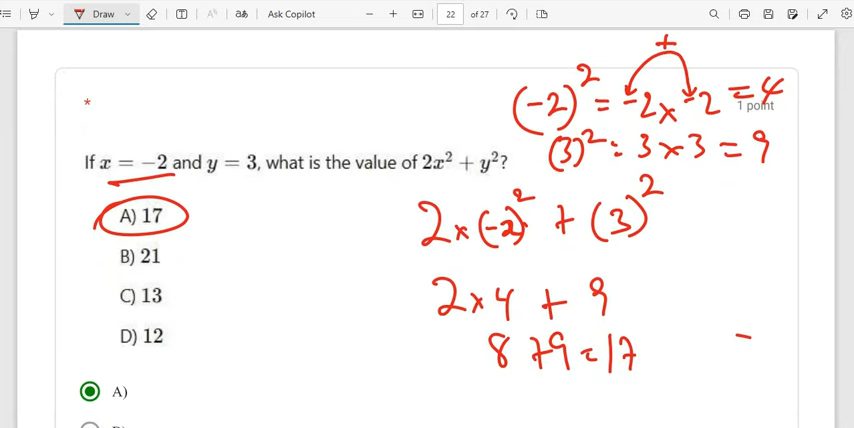 Draw
Ask Copilot
22 of 27
*
1 point
If x = −2 and y = 3, what is the value of 2x² + y²?
A) 17
B) 21
C) 13
D) 12
A)
+
(-2)² = -2 x -2 = 4
(3)² = 3 x 3 = 9
2 x (-2)² + (3)²
2 x 4 + 9
8 + 9 = 17